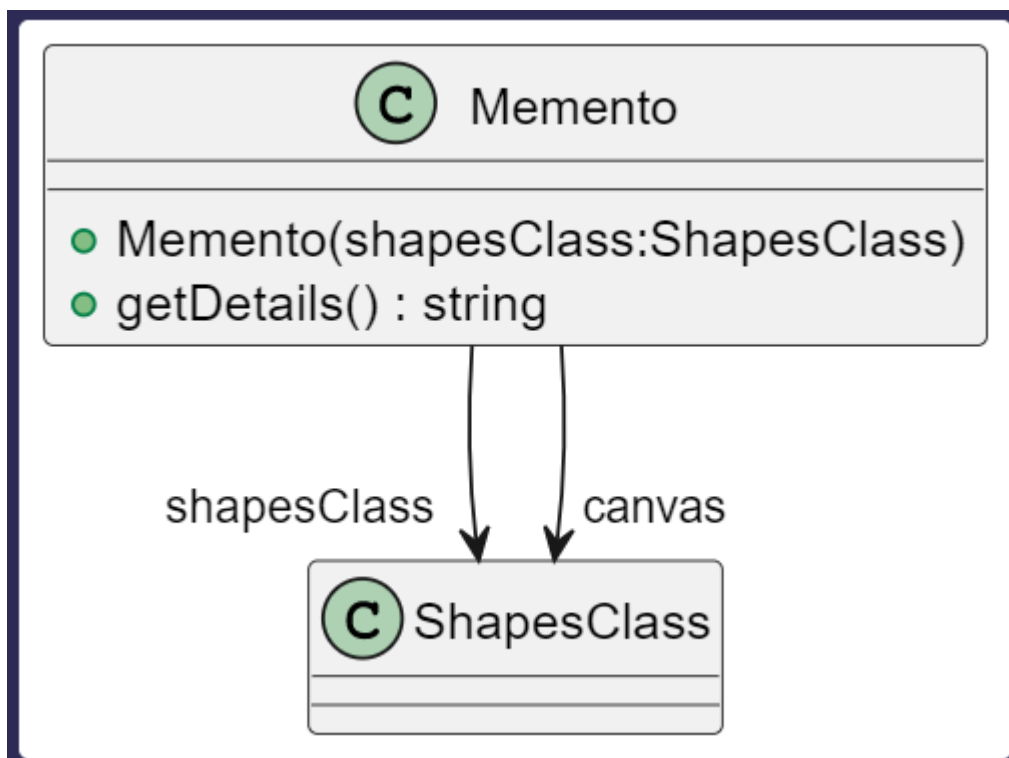 C Memento
Memento(shapesClass:ShapesClass)
getDetails() : string
shapesClass canvas
C ShapesClass